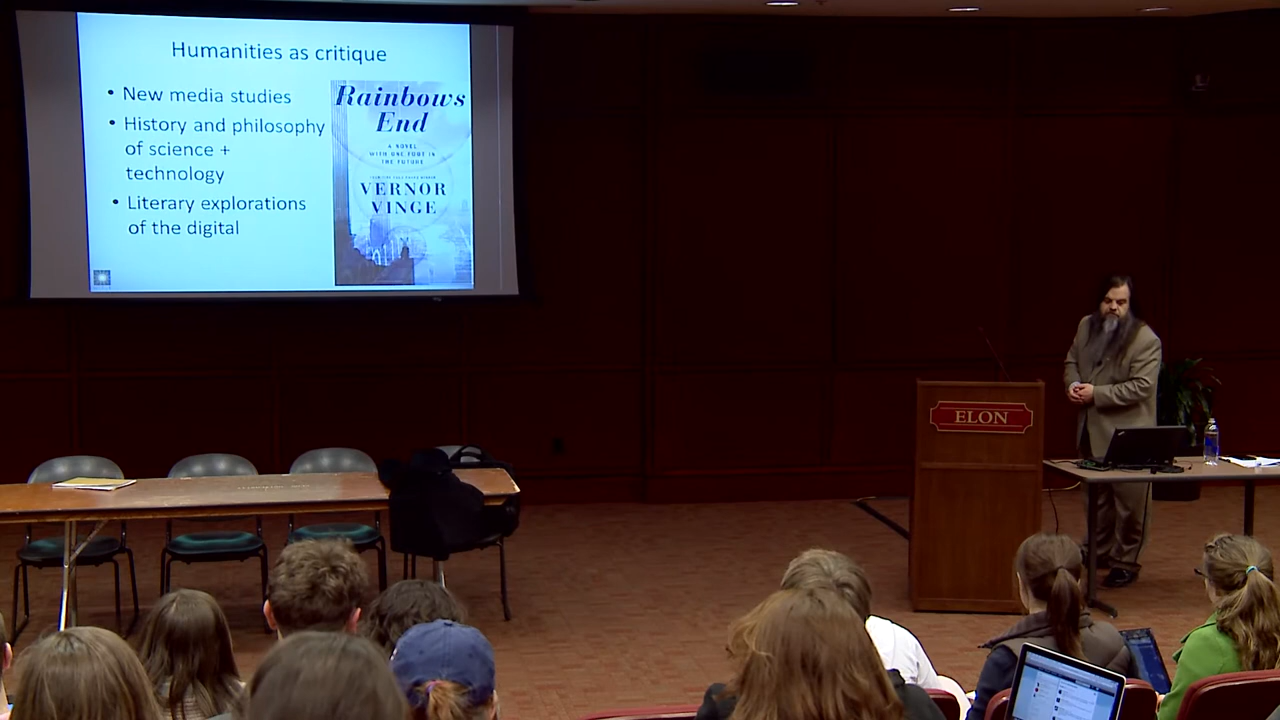 Humanities as critique
• New media studies
• History and philosophy
of science +
technology
• Literary explorations
of the digital
Rainbows
End
A NOVEL
WITH ONE FOOT IN
THE FUTURE
VERNOR
VINGE
ELON